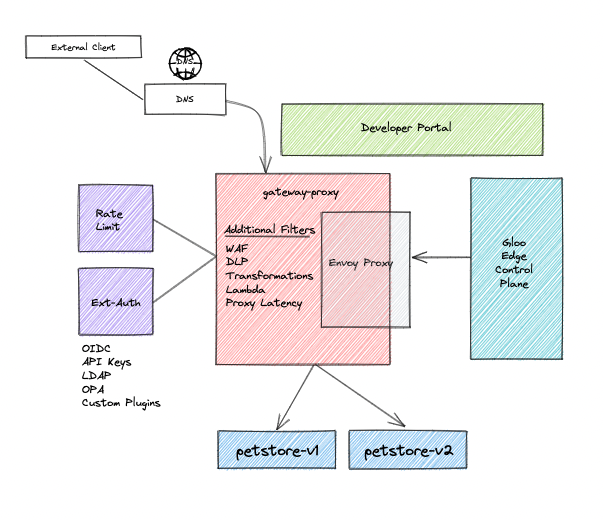 External Client
DNS
DNS
Developer Portal
gateway-proxy
Rate
Limit
Additional Filters
WAF
DLP
Transformations
Lambda
Proxy Latency
Envoy Proxy
Gloo
Edge
Control
Plane
Ext-Auth
OIDC
API Keys
LDAP
OPA
Custom Plugins
petstore-v1
petstore-v2